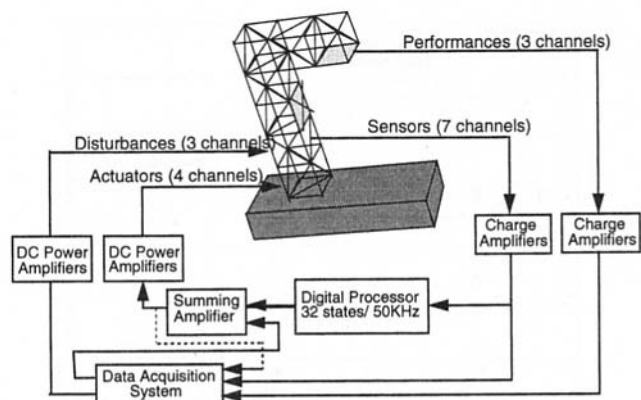 Performances (3 channels)
Sensors (7 channels)
Disturbances (3 channels)
Actuators (4 channels)
DC Power
Amplifiers
DC Power
Amplifiers
Charge
Amplifiers
Charge
Amplifiers
Summing
Amplifier
Digital Processor
32 states/ 50KHz
Data Acquisition
System